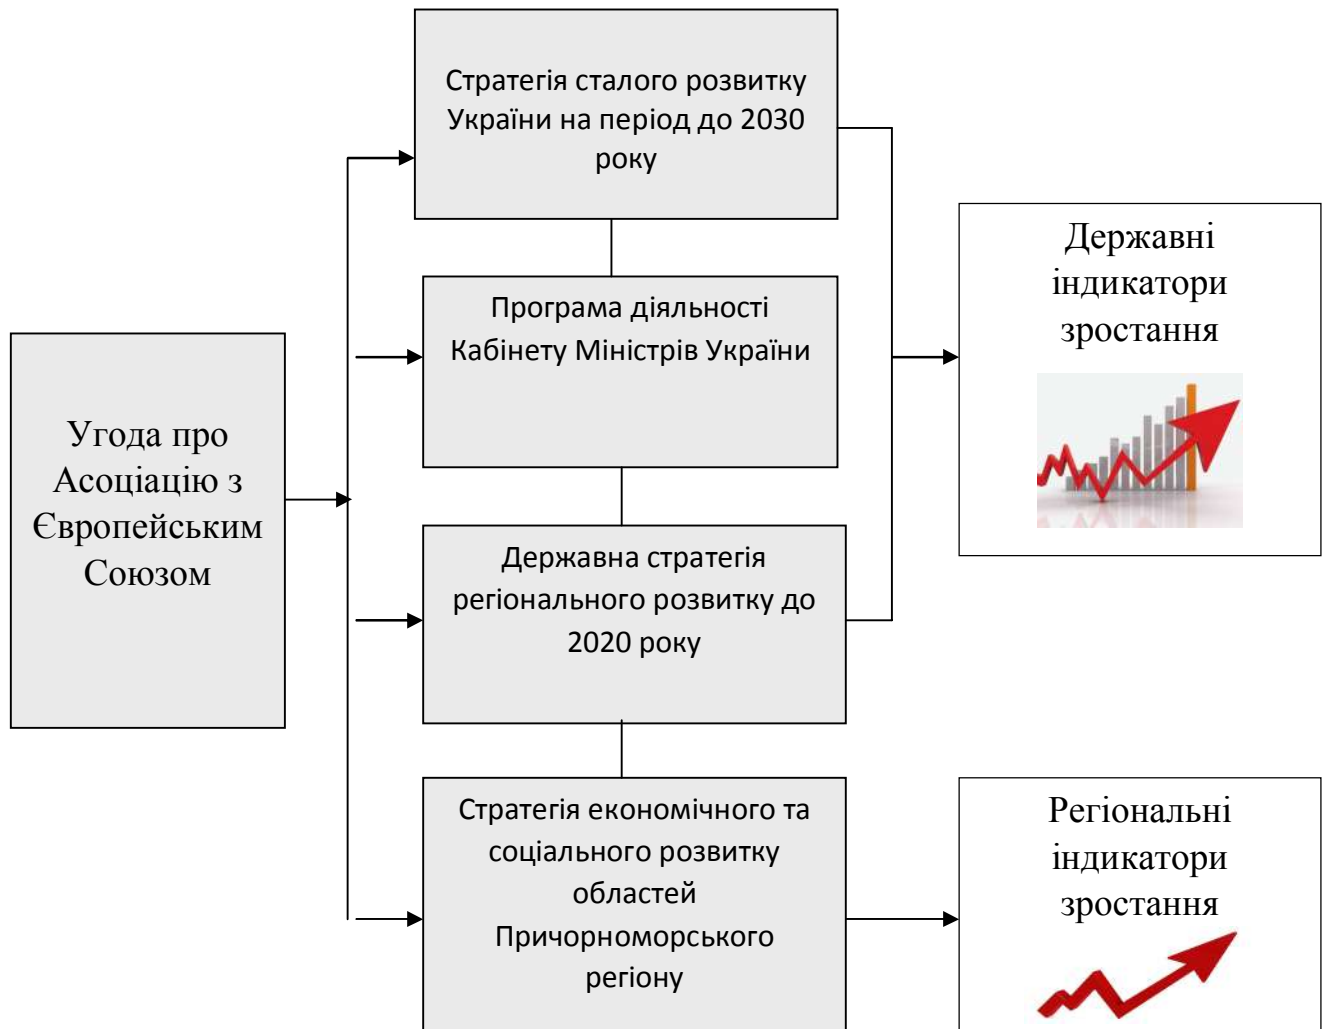 Стратегія сталого розвитку
України на період до 2030
року
Програма діяльності
Кабінету Міністрів України
Угода про
Асоціацію з
Європейським
Союзом
Державна стратегія
регіонального розвитку до
2020 року
Стратегія економічного та
соціального розвитку
областей
Причорноморського
регіону
Державні
індикатори
зростання
Регіональні
індикатори
зростання